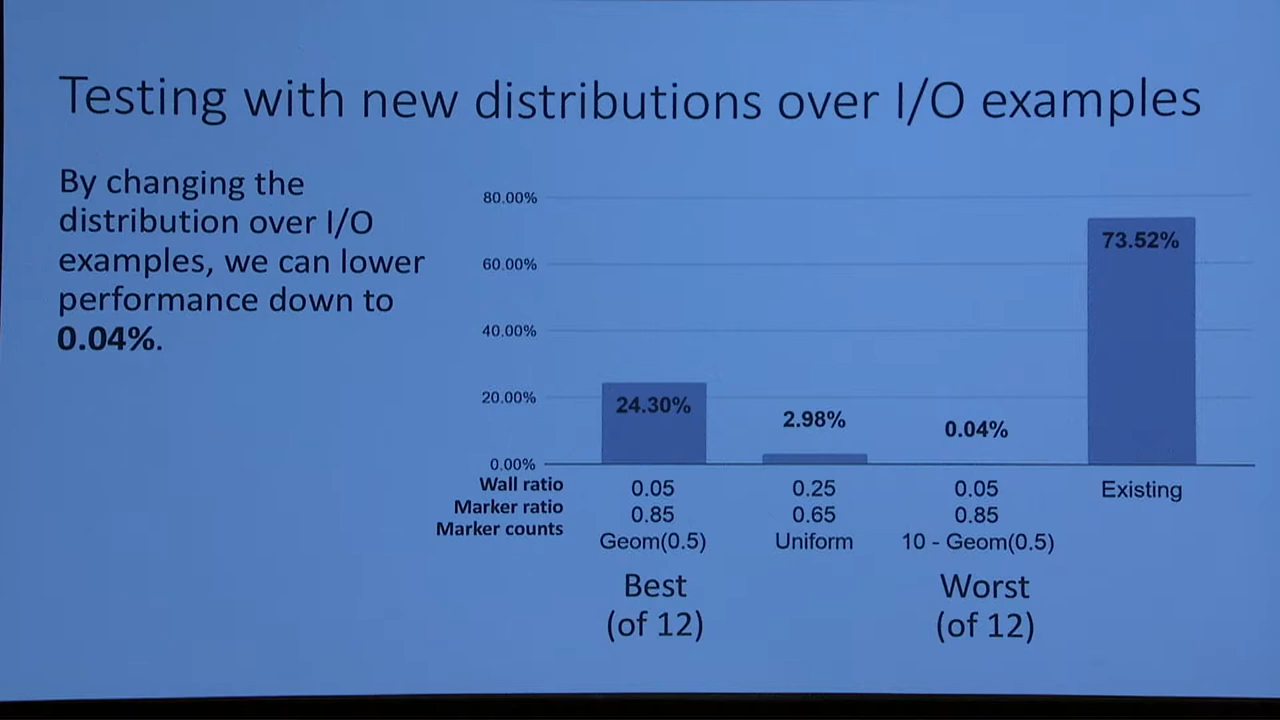 Testing with new distributions over I/O examples
By changing the
distribution over I/O
examples, we can lower
performance down to
0.04%.
80.00%
60.00%
40.00%
20.00%
0.00%
24.30%
2.98%
0.04%
73.52%
Wall ratio
Marker ratio
Marker counts
0.05
0.85
Geom(0.5)
0.25
0.65
Uniform
0.05
0.85
10 - Geom(0.5)
Existing
Best
(of 12)
Worst
(of 12)